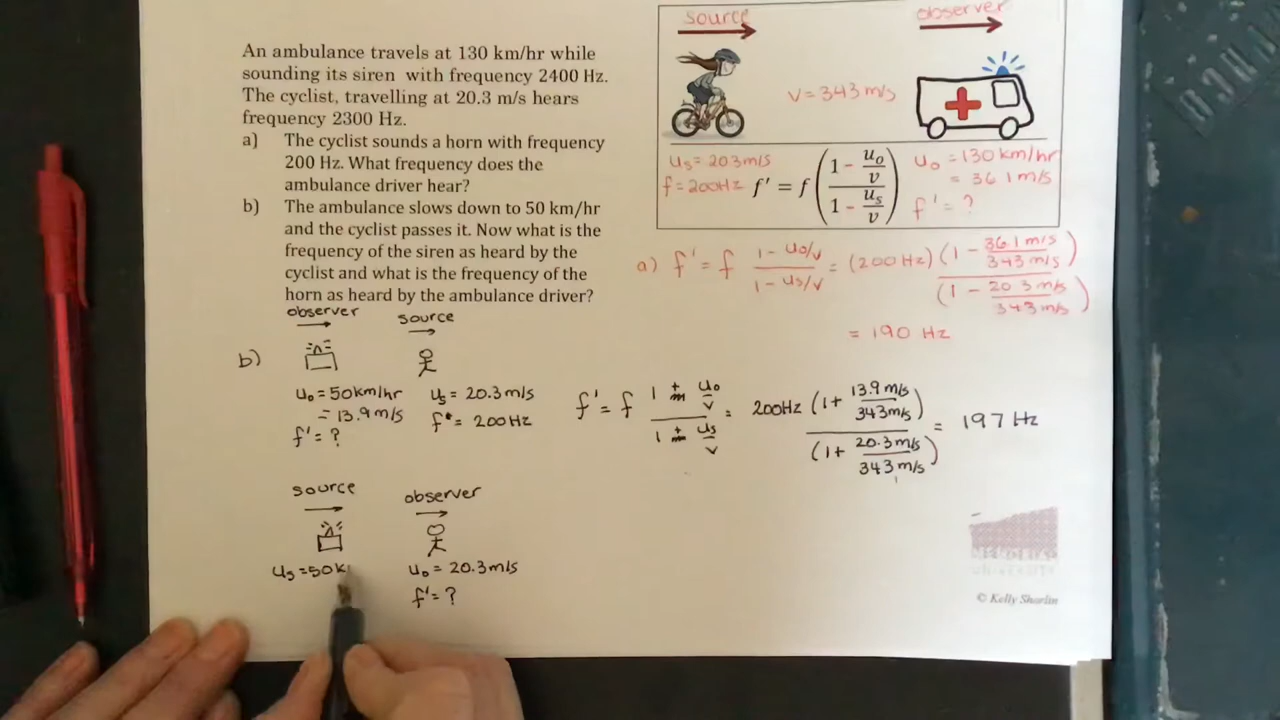 An ambulance travels at 130 km/hr while
sounding its siren with frequency 2400 Hz.
The cyclist, travelling at 20.3 m/s hears
frequency 2300 Hz.
a) The cyclist sounds a horn with frequency
200 Hz. What frequency does the
ambulance driver hear?
b) The ambulance slows down to 50 km/hr
and the cyclist passes it. Now what is the
frequency of the siren as heard by the
cyclist and what is the frequency of the
horn as heard by the ambulance driver?
source observer
v = 343 m/s
us = 20.3 m/s
f = 200Hz
f' = f ( (1 - uo/v) / (1 - us/v) )
uo = 130 km/hr
= 36.1 m/s
f' = ?
a) f' = f (1 - uo/v) / (1 - us/v) = (200 Hz) (1 - 36.1 m/s / 343 m/s) / (1 - 20.3 m/s / 343 m/s)
= 190 Hz
observer source
b)
uo = 50km/hr
= 13.9 m/s
f' = ?
us = 20.3 m/s
f = 200 Hz
f' = f (1 ± uo/v) / (1 ± us/v) = 200Hz (1 + 13.9 m/s / 343 m/s) / (1 + 20.3 m/s / 343 m/s) = 197 Hz
source observer
us = 50k
uo = 20.3 m/s
f' = ?
© Kelly Sharlin